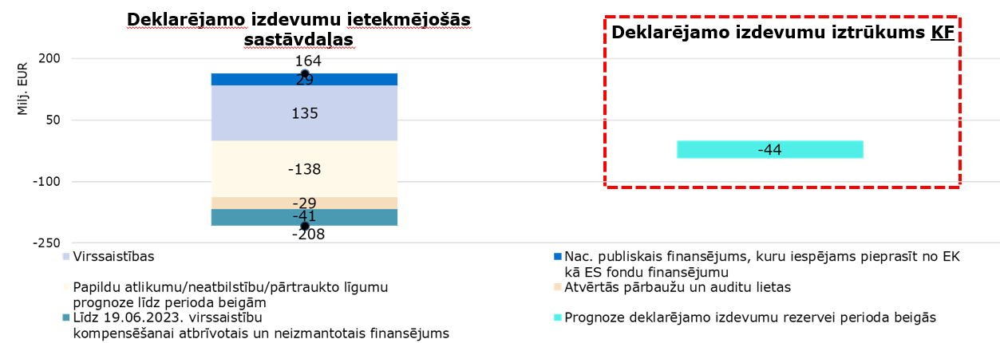 Deklarējamo izdevumu ietekmējošās
sastāvdaļas
Deklarējamo izdevumu iztrūkums KF
Milj. EUR
200
50
-100
-250
164
29
135
-138
-29
-41
-208
-44
Virssaistības
Nac. publiskais finansējums, kuru iespējams pieprasīt no EK
kā ES fondu finansējumu
Papildu atlikumu/neatbilstību/pārtraukto līgumu
prognoze līdz perioda beigām
Atvērtās pārbaužu un auditu lietas
Līdz 19.06.2023. virssaistību
kompensēšanai atbrīvotais un neizmantotais finansējums
Prognoze deklarējamo izdevumu rezervei perioda beigās